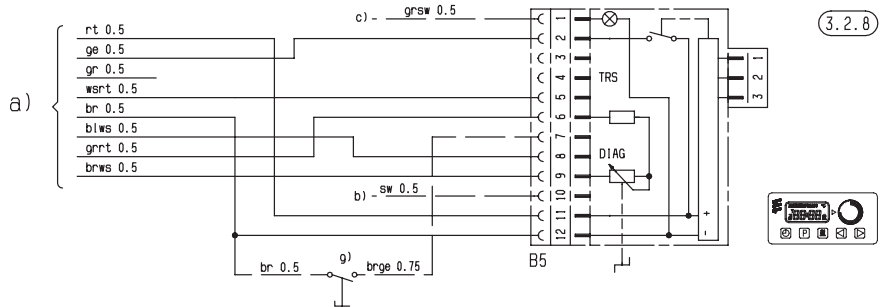 c) grsw 0.5
3.2.8
a)
rt 0.5
ge 0.5
gr 0.5
wsrt 0.5
br 0.5
blws 0.5
grrt 0.5
brws 0.5
b) sw 0.5
br 0.5
g)
brge 0.75
1
2
3
4
5
6
7
8
9
10
11
12
B5
TRS
DIAG
+
-
1
2
3
P